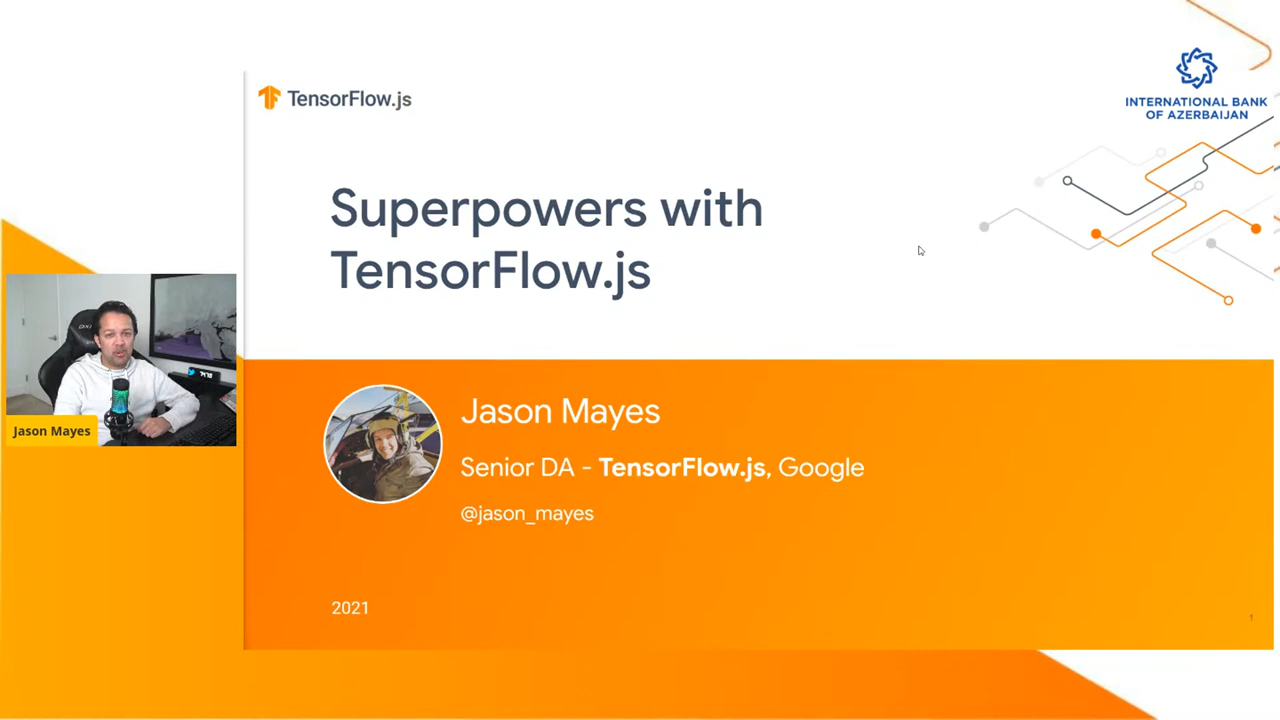 TensorFlow.js
INTERNATIONAL BANK
OF AZERBAIJAN
Superpowers with
TensorFlow.js
Jason Mayes
Jason Mayes
Senior DA - TensorFlow.js, Google
@jason_mayes
2021
1